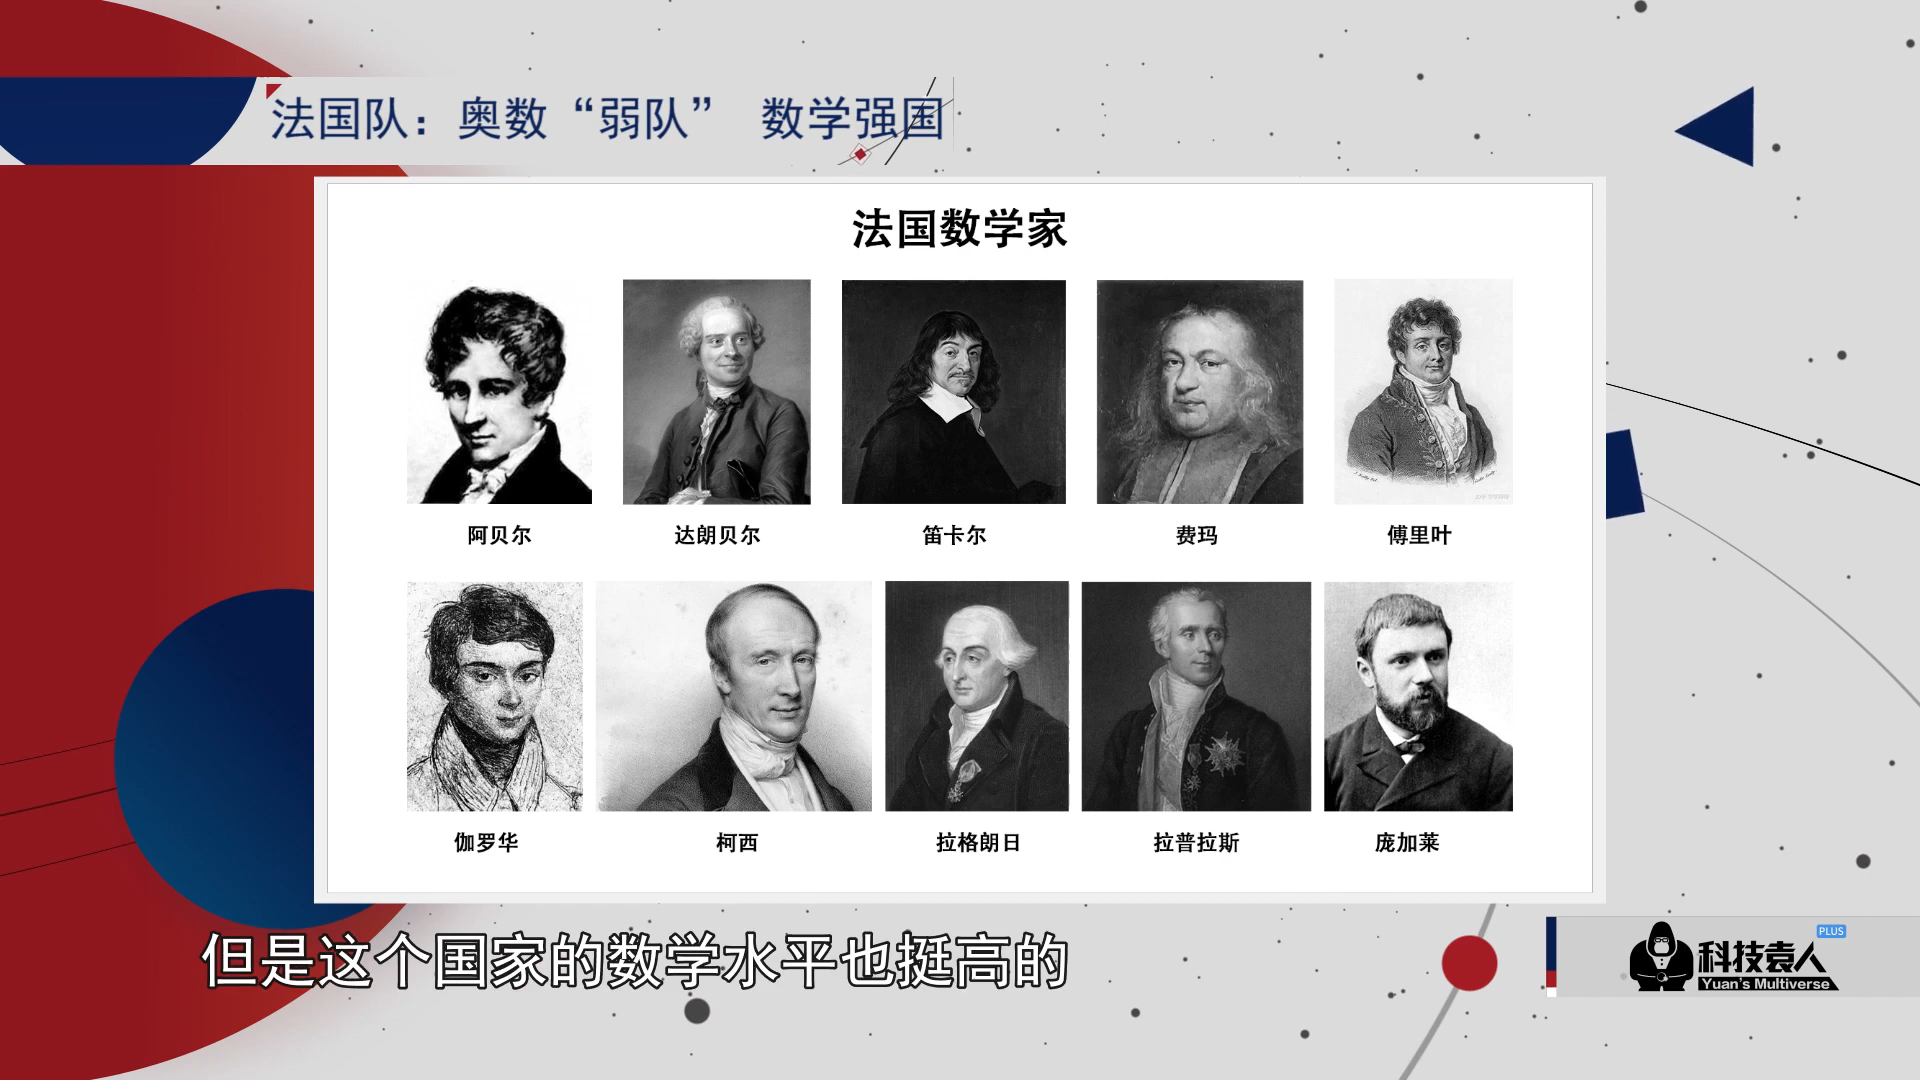 法国队：奥数“弱队” 数学强国
法国数学家
阿贝尔 达朗贝尔 笛卡尔 费玛 傅里叶
伽罗华 柯西 拉格朗日 拉普拉斯 庞加莱
但是这个国家的数学水平也挺高的
科技袁人 PLUS
Yuan's Multiverse